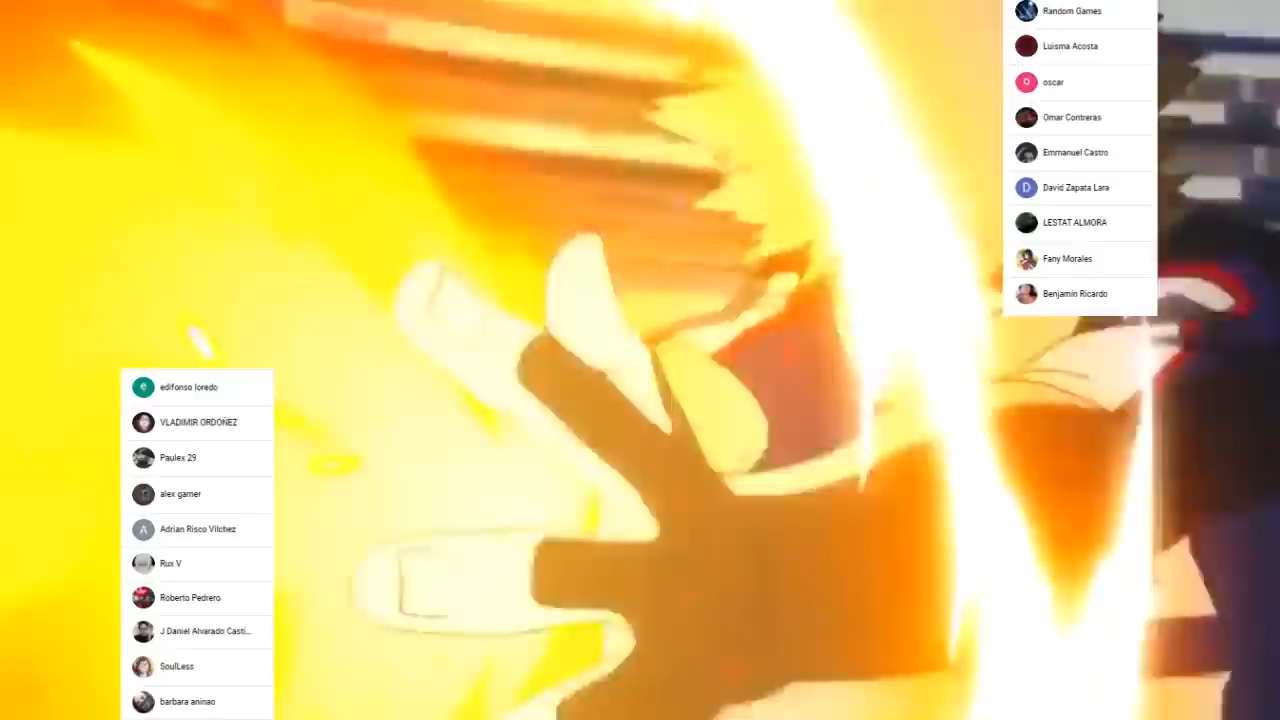 Random Games
Luisma Acosta
oscar
Omar Contreras
Emmanuel Castro
D
David Zapata Lara
LESTAT ALMORA
Fany Morales
Benjamin Ricardo
e
edifonso loredo
VLADIMIR ORDOÑEZ
Paulex 29
alex gamer
A
Adrian Risco Vilchez
Rux V
Roberto Pedrero
J Daniel Alvarado Casti...
SoulLess
barbara aninao